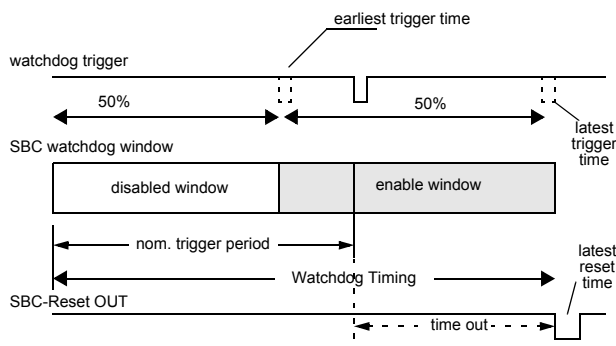 earliest trigger time
watchdog trigger
50%
50%
latest
trigger
time
SBC watchdog window
disabled window
enable window
nom. trigger period
latest
reset
time
Watchdog Timing
SBC-Reset OUT
time out